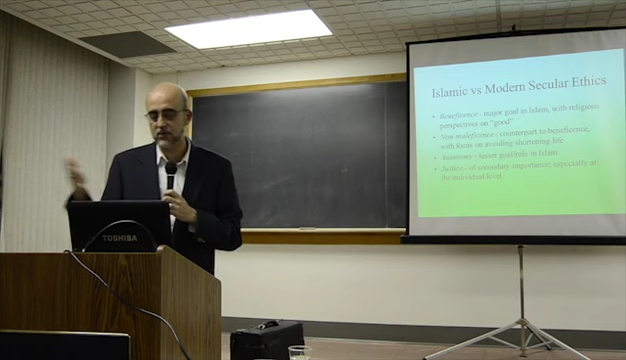 Islamic vs Modern Secular Ethics
• Beneficence - major goal in Islam, with religious
perspectives on "good"
• Non-maleficence - counterpart to beneficence,
with focus on avoiding shortening life
• Autonomy - lesser goal/role in Islam
• Justice - of secondary importance, especially at
the individual level.
TOSHIBA